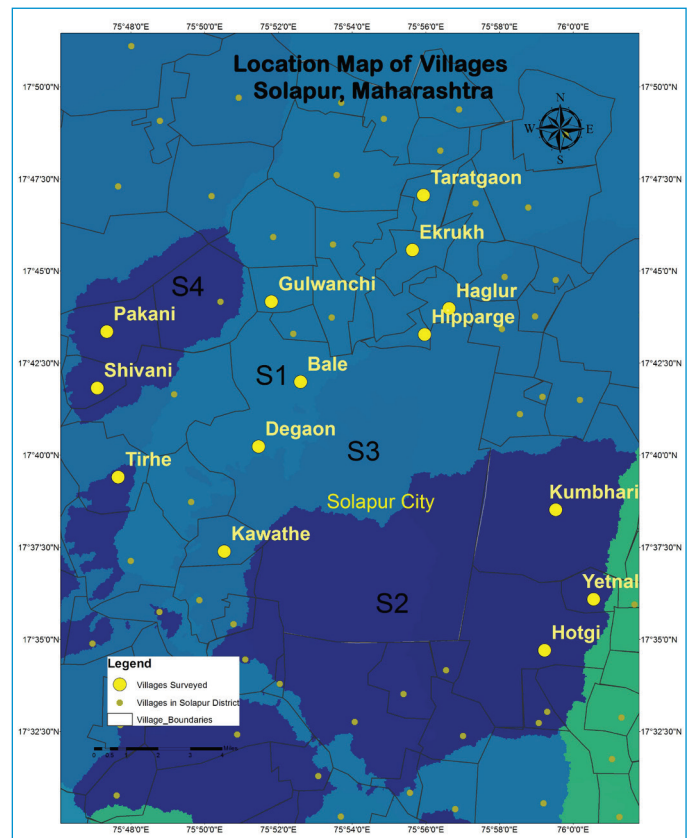 75°48'0"E 75°50'0"E 75°52'0"E 75°54'0"E 75°56'0"E 75°58'0"E 76°0'0"E
Location Map of Villages
Solapur, Maharashtra
N
W E
S
17°50'0"N 17°50'0"N
17°47'30"N 17°47'30"N
Taratgaon
Ekrukh
17°45'0"N 17°45'0"N
S4
Gulwanchi
Haglur
Pakani
Hipparge
17°42'30"N 17°42'30"N
Shivani
S1
Bale
Degaon
S3
17°40'0"N 17°40'0"N
Tirhe
Kumbhari
Solapur City
Kawathe
17°37'30"N 17°37'30"N
Yetnal
S2
Hotgi
17°35'0"N 17°35'0"N
Legend
Villages Surveyed
Villages in Solapur District
Village_Boundaries
17°32'30"N 17°32'30"N
75°48'0"E 75°50'0"E 75°52'0"E 75°54'0"E 75°56'0"E 75°58'0"E 76°0'0"E